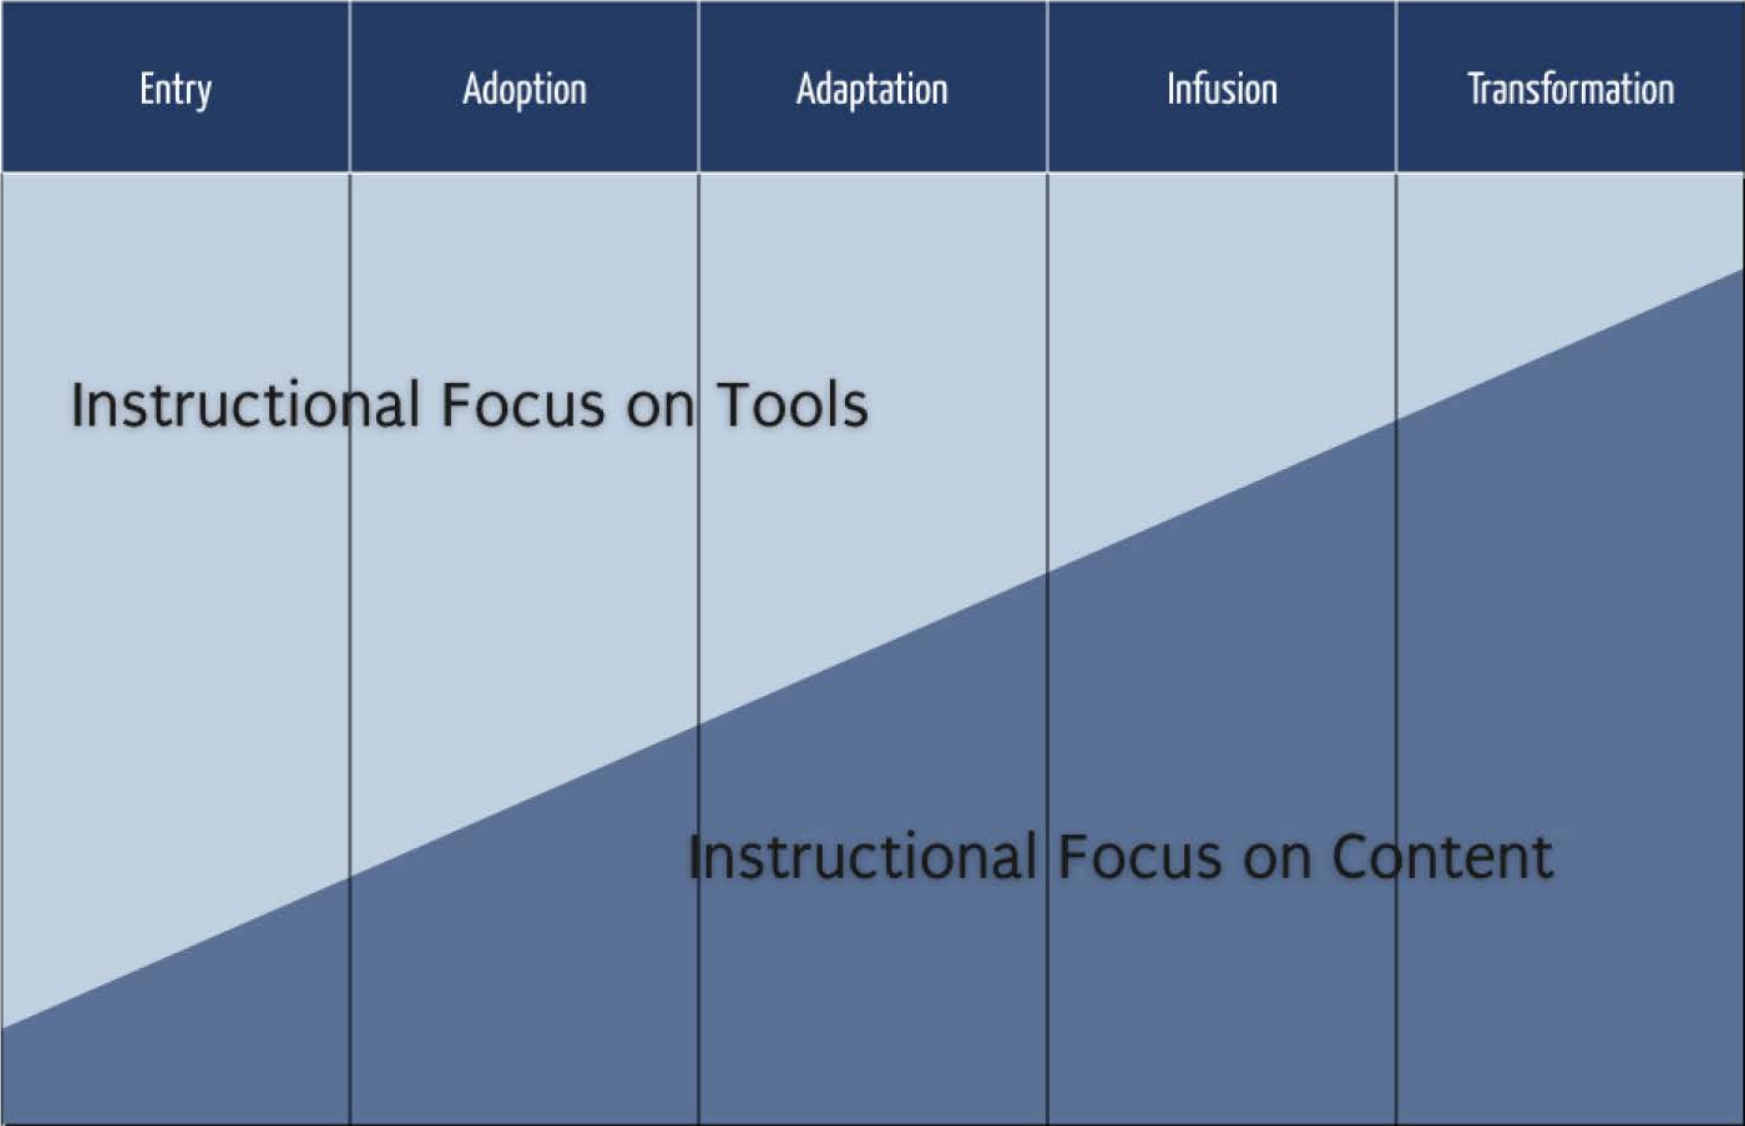 Entry
Adoption
Adaptation
Infusion
Transformation
Instructional Focus on Tools
Instructional Focus on Content